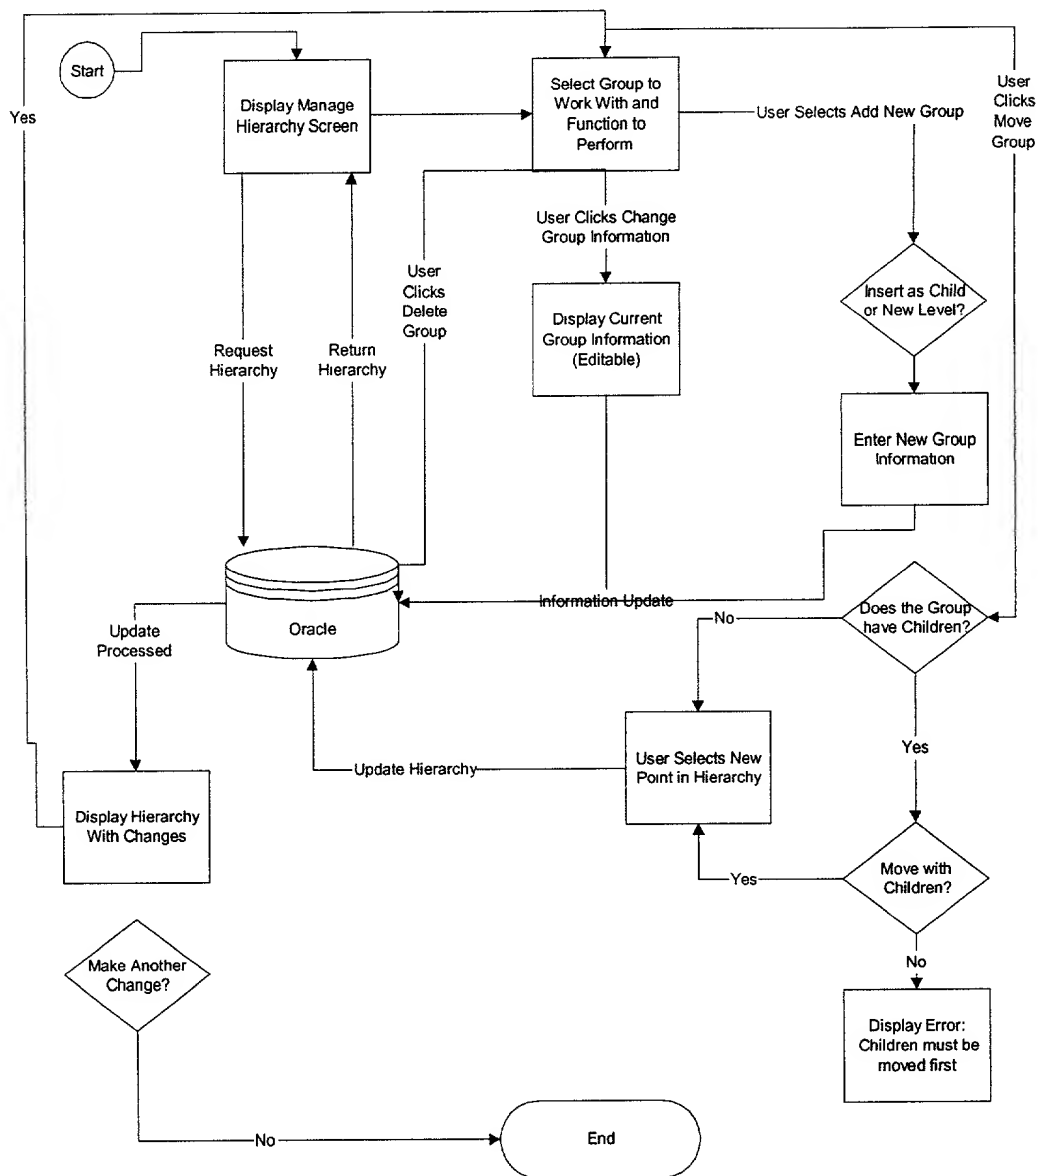 Start
Yes
Display Manage
Hierarchy Screen
Select Group to
Work With and
Function to
Perform
User Selects Add New Group
User
Clicks
Move
Group
User Clicks Change
Group Information
User
Clicks
Delete
Group
Insert as Child
or New Level?
Display Current
Group Information
(Editable)
Request
Hierarchy
Return
Hierarchy
Enter New Group
Information
Information Update
Oracle
Does the Group
have Children?
No
Update
Processed
Yes
User Selects New
Point in Hierarchy
Update Hierarchy
Display Hierarchy
With Changes
Move with
Children?
Yes
No
Make Another
Change?
Display Error:
Children must be
moved first
No
End